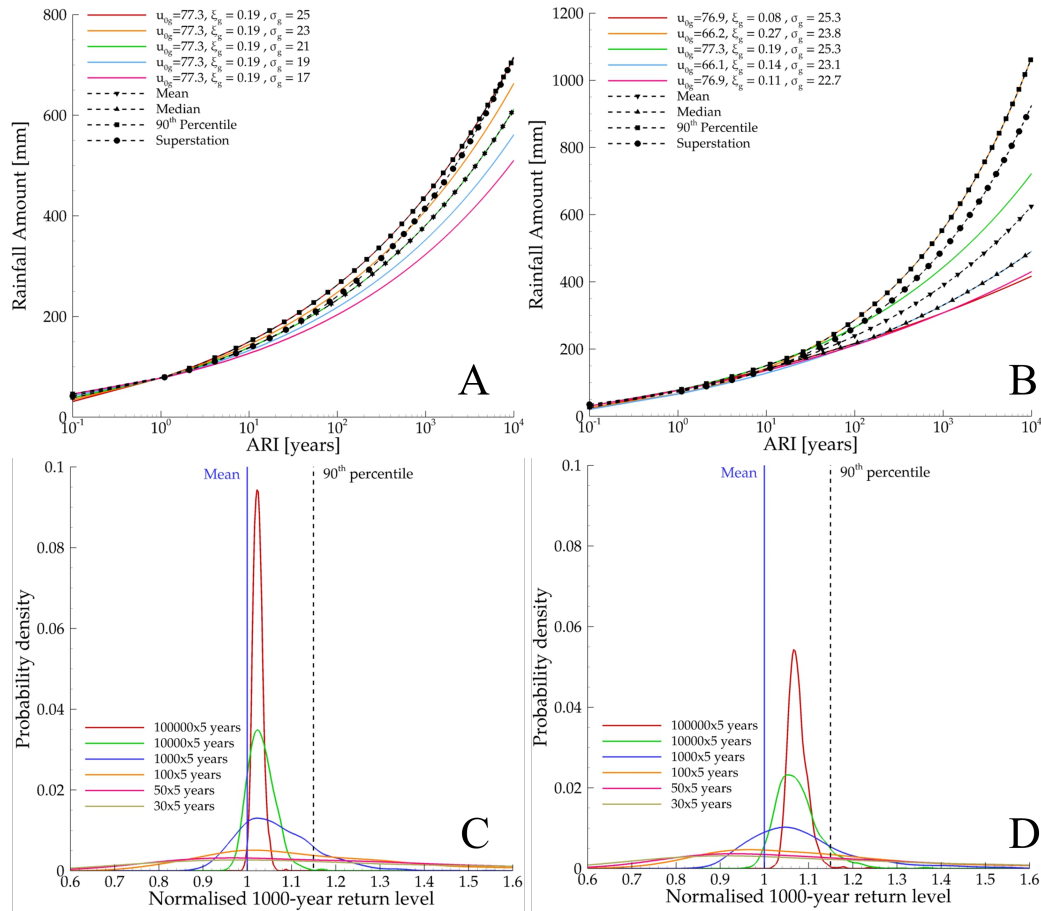 u0g=77.3, ξg = 0.19 , σg = 25
u0g=77.3, ξg = 0.19 , σg = 23
u0g=77.3, ξg = 0.19 , σg = 21
u0g=77.3, ξg = 0.19 , σg = 19
u0g=77.3, ξg = 0.19 , σg = 17
Mean
Median
90th Percentile
Superstation
800
600
400
200
0
Rainfall Amount [mm]
10-1
100
101
102
103
104
ARI [years]
A
u0g=76.9, ξg = 0.08 , σg = 25.3
u0g=66.2, ξg = 0.27 , σg = 23.8
u0g=77.3, ξg = 0.19 , σg = 25.3
u0g=66.1, ξg = 0.14 , σg = 23.1
u0g=76.9, ξg = 0.11 , σg = 22.7
Mean
Median
90th Percentile
Superstation
1200
1000
800
600
400
200
0
Rainfall Amount [mm]
10-1
100
101
102
103
104
ARI [years]
B
Mean
90th percentile
0.1
0.08
0.06
0.04
0.02
0
Probability density
100000x5 years
10000x5 years
1000x5 years
100x5 years
50x5 years
30x5 years
C
0.6
0.7
0.8
0.9
1
1.1
1.2
1.3
1.4
1.5
1.6
Normalised 1000-year return level
Mean
90th percentile
0.1
0.08
0.06
0.04
0.02
0
Probability density
100000x5 years
10000x5 years
1000x5 years
100x5 years
50x5 years
30x5 years
D
0.6
0.7
0.8
0.9
1
1.1
1.2
1.3
1.4
1.5
1.6
Normalised 1000-year return level